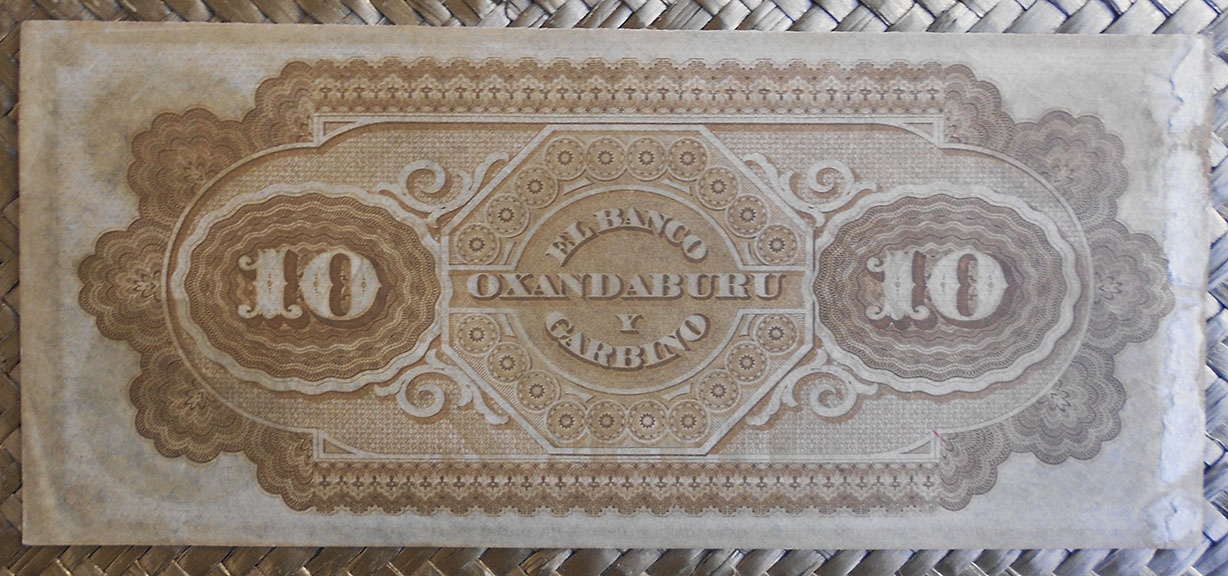 10
EL BANCO
OXANDABURU
Y
GARBINO
10